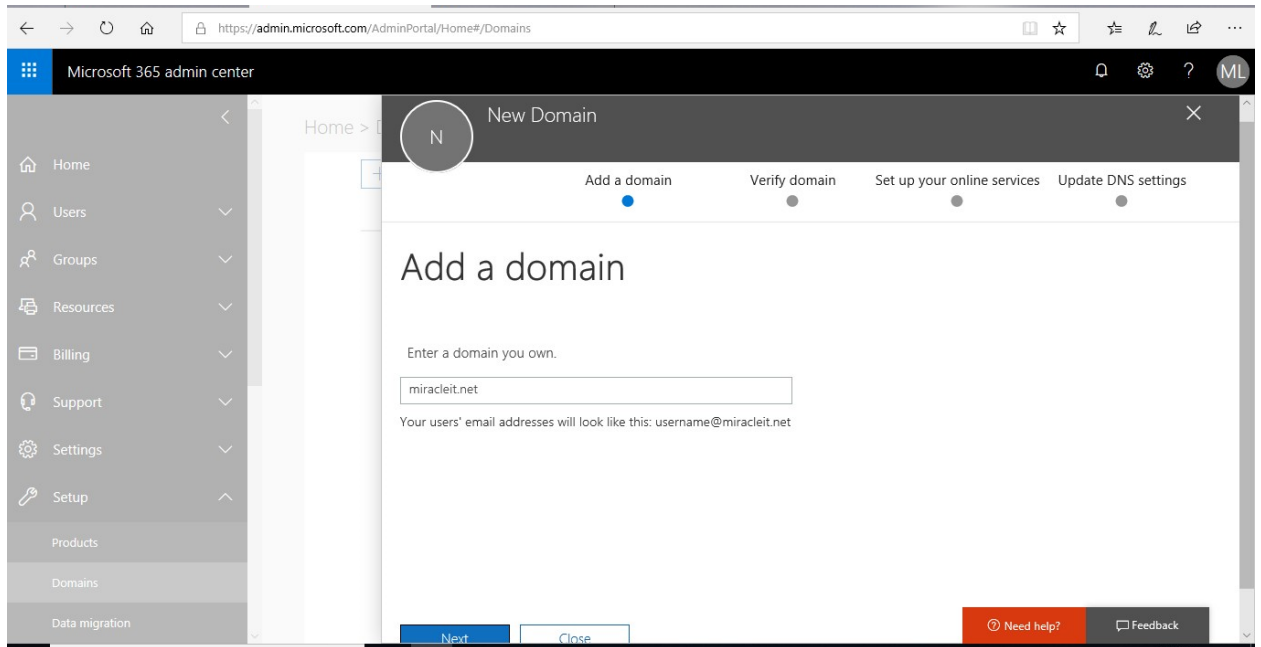 https://admin.microsoft.com/AdminPortal/Home#/Domains
Microsoft 365 admin center
ML
Home
Users
Groups
Resources
Billing
Support
Settings
Setup
Products
Domains
Data migration
Home > D
N
New Domain
Add a domain
Verify domain
Set up your online services
Update DNS settings
Add a domain
Enter a domain you own.
miracleit.net
Your users' email addresses will look like this: username@miracleit.net
Next
Close
Need help?
Feedback